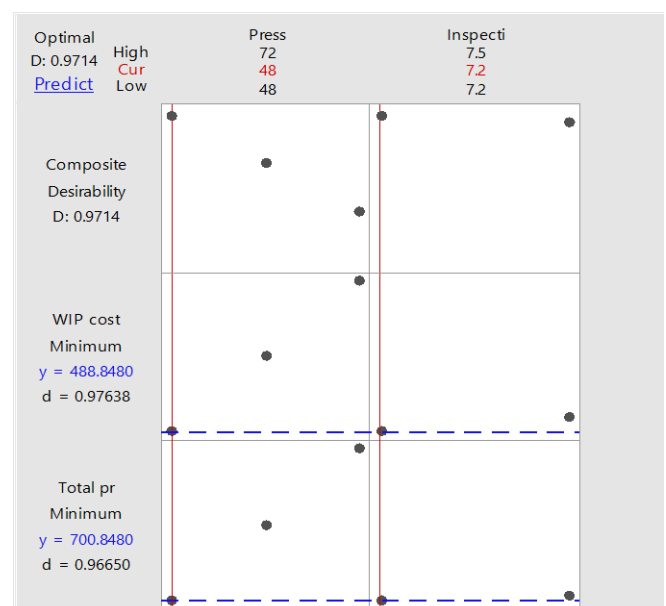 Optimal
D: 0.9714
Predict
High
Cur
Low
Press
72
48
48
Inspecti
7.5
7.2
7.2
Composite
Desirability
D: 0.9714
WIP cost
Minimum
y = 488.8480
d = 0.97638
Total pr
Minimum
y = 700.8480
d = 0.96650